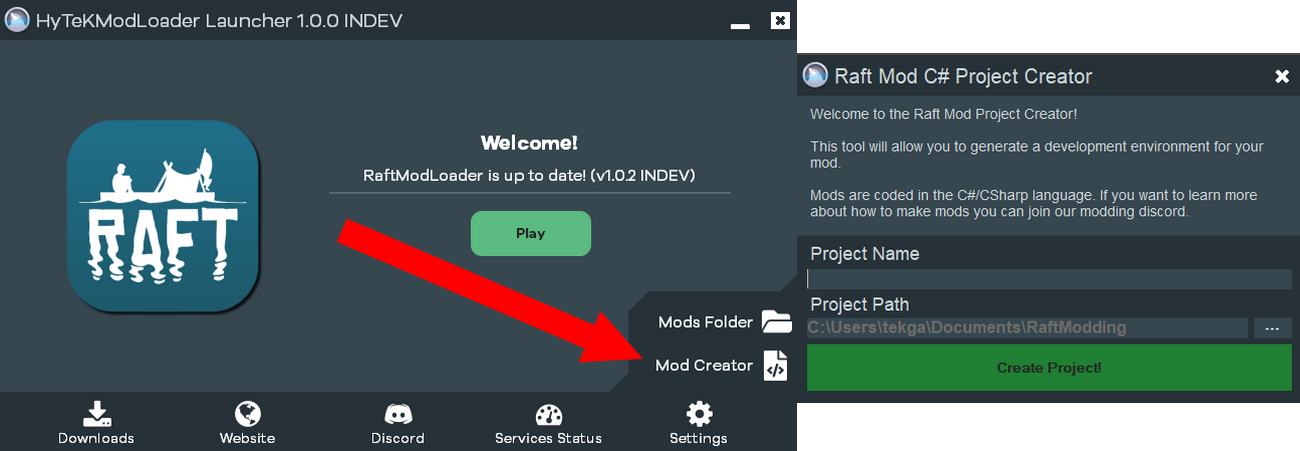 HyTeKModLoader Launcher 1.0.0 INDEV
RAFT
Welcome!
RaftModLoader is up to date! (v1.0.2 INDEV)
Play
Mods Folder
Mod Creator
Downloads
Website
Discord
Services Status
Settings
Raft Mod C# Project Creator
Welcome to the Raft Mod Project Creator!
This tool will allow you to generate a development environment for your
mod.
Mods are coded in the C#/CSharp language. If you want to learn more
about how to make mods you can join our modding discord.
Project Name
Project Path
C:\Users\tekga\Documents\RaftModding
...
Create Project!